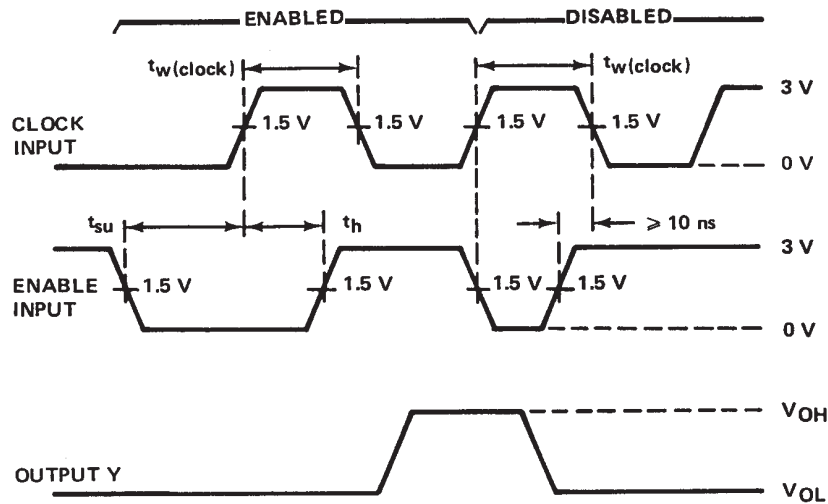 ENABLED
DISABLED
tw(clock)
tw(clock)
3 V
CLOCK
INPUT
1.5 V
1.5 V
1.5 V
1.5 V
0 V
tsu
th
⩾ 10 ns
3 V
ENABLE
INPUT
1.5 V
1.5 V
1.5 V
1.5 V
0 V
VOH
OUTPUT Y
VOL